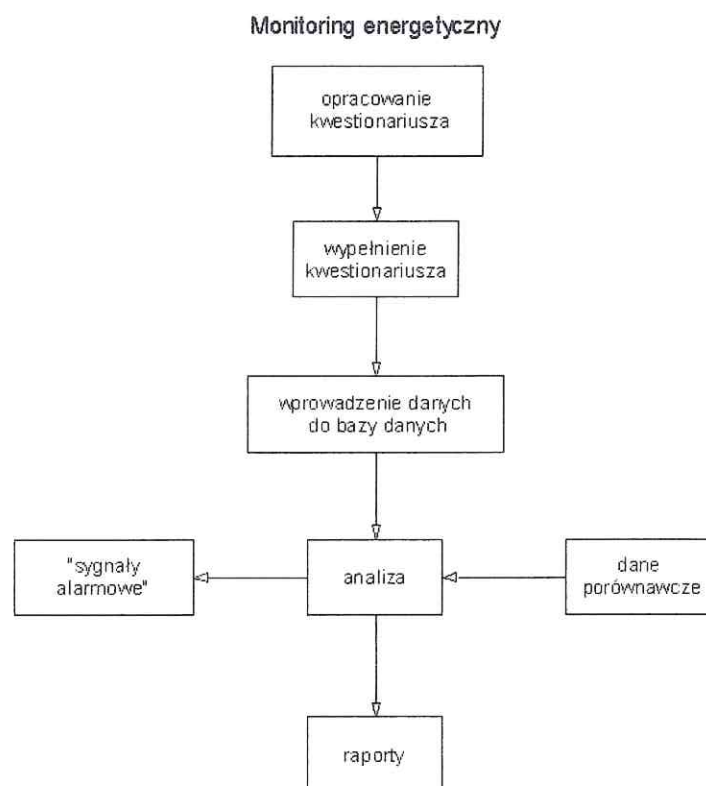 Monitoring energetyczny
opracowanie
kwestionariusza
wypełnienie
kwestionariusza
wprowadzenie danych
do bazy danych
"sygnały
alarmowe"
analiza
dane
porównawcze
raporty